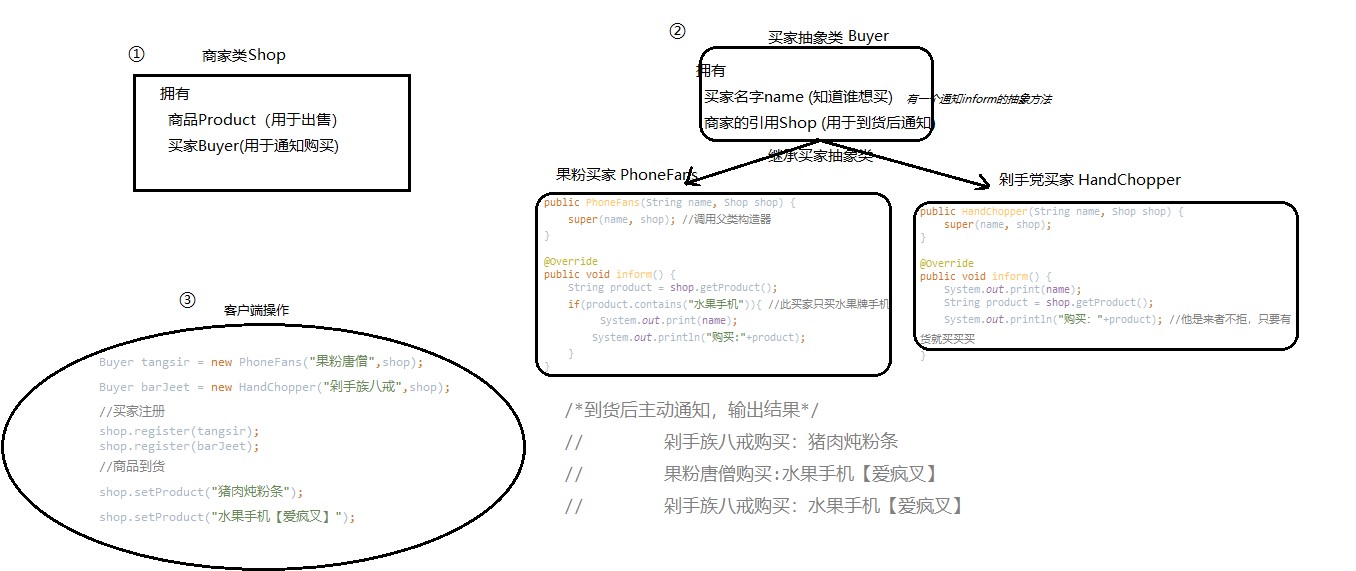 ①
商家类Shop
拥有
商品Product（用于出售)
买家Buyer(用于通知购买)
②
买家抽象类 Buyer
拥有
买家名字name (知道谁想买)
有一个通知inform的抽象方法
商家的引用Shop (用于到货后通知)
继承买家抽象类
果粉买家 PhoneFans
public PhoneFans(String name, Shop shop) {
super(name, shop); //调用父类构造器
}
@Override
public void inform() {
String product = shop.getProduct();
if(product.contains("水果手机")){ //此买家只买水果牌手机
System.out.print(name);
System.out.println("购买:"+product);
}
}
剁手党买家 HandChopper
public HandChopper(String name, Shop shop) {
super(name, shop);
}
@Override
public void inform() {
System.out.print(name);
String product = shop.getProduct();
System.out.println("购买: "+product); //他是来者不拒，只要有
货就买买买
}
③
客户端操作
Buyer tangsir = new PhoneFans("果粉唐僧",shop);
Buyer barJeet = new HandChopper("剁手族八戒",shop);
//买家注册
shop.register(tangsir);
shop.register(barJeet);
//商品到货
shop.setProduct("猪肉炖粉条");
shop.setProduct("水果手机【爱疯叉】");
/*到货后主动通知，输出结果*/
// 剁手族八戒购买：猪肉炖粉条
// 果粉唐僧购买:水果手机【爱疯叉】
// 剁手族八戒购买：水果手机【爱疯叉】